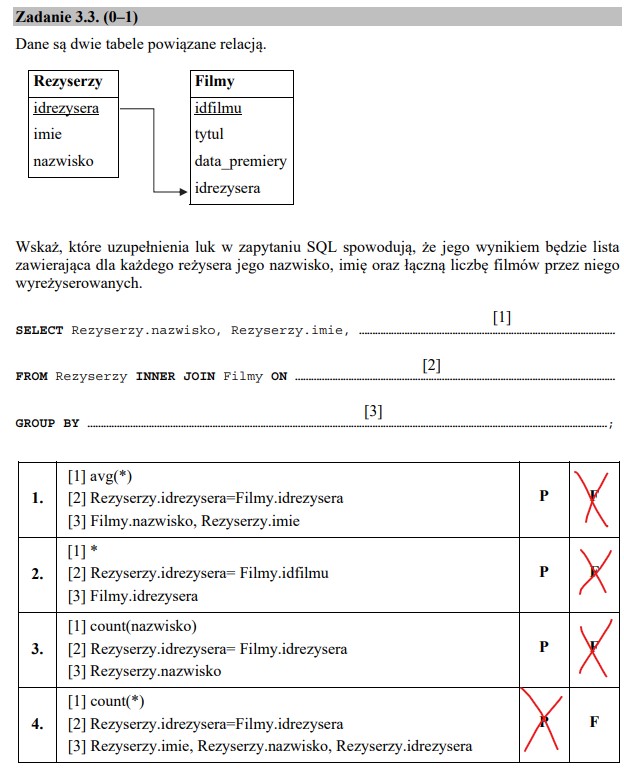 Zadanie 3.3. (0–1)
Dane są dwie tabele powiązane relacją.
Rezyserzy
idrezysera
imie
nazwisko
Filmy
idfilmu
tytul
data_premiery
idrezysera
Wskaż, które uzupełnienia luk w zapytaniu SQL spowodują, że jego wynikiem będzie lista
zawierająca dla każdego reżysera jego nazwisko, imię oraz łączną liczbę filmów przez niego
wyreżyserowanych.
[1]
SELECT Rezyserzy.nazwisko, Rezyserzy.imie, ........................
[2]
FROM Rezyserzy INNER JOIN Filmy ON ........................
[3]
GROUP BY ........................;
1.
[1] avg(*)
[2] Rezyserzy.idrezysera=Filmy.idrezysera
[3] Filmy.nazwisko, Rezyserzy.imie
P F
2.
[1] *
[2] Rezyserzy.idrezysera= Filmy.idfilmu
[3] Filmy.idrezysera
P F
3.
[1] count(nazwisko)
[2] Rezyserzy.idrezysera= Filmy.idrezysera
[3] Rezyserzy.nazwisko
P F
4.
[1] count(*)
[2] Rezyserzy.idrezysera=Filmy.idrezysera
[3] Rezyserzy.imie, Rezyserzy.nazwisko, Rezyserzy.idrezysera
P F